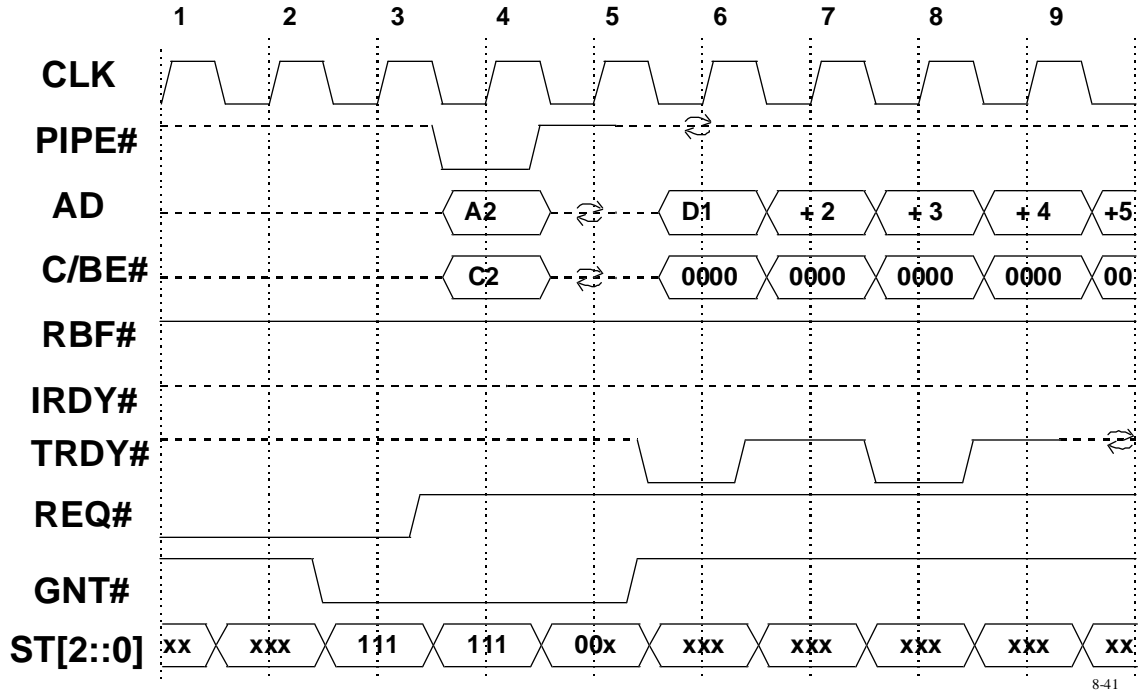 1 2 3 4 5 6 7 8 9
CLK
PIPE#
AD A2 D1 + 2 + 3 + 4 +5
C/BE# C2 0000 0000 0000 0000 00
RBF#
IRDY#
TRDY#
REQ#
GNT#
ST[2::0] xx xxx 111 111 00x xxx xxx xxx xxx xx
8-41